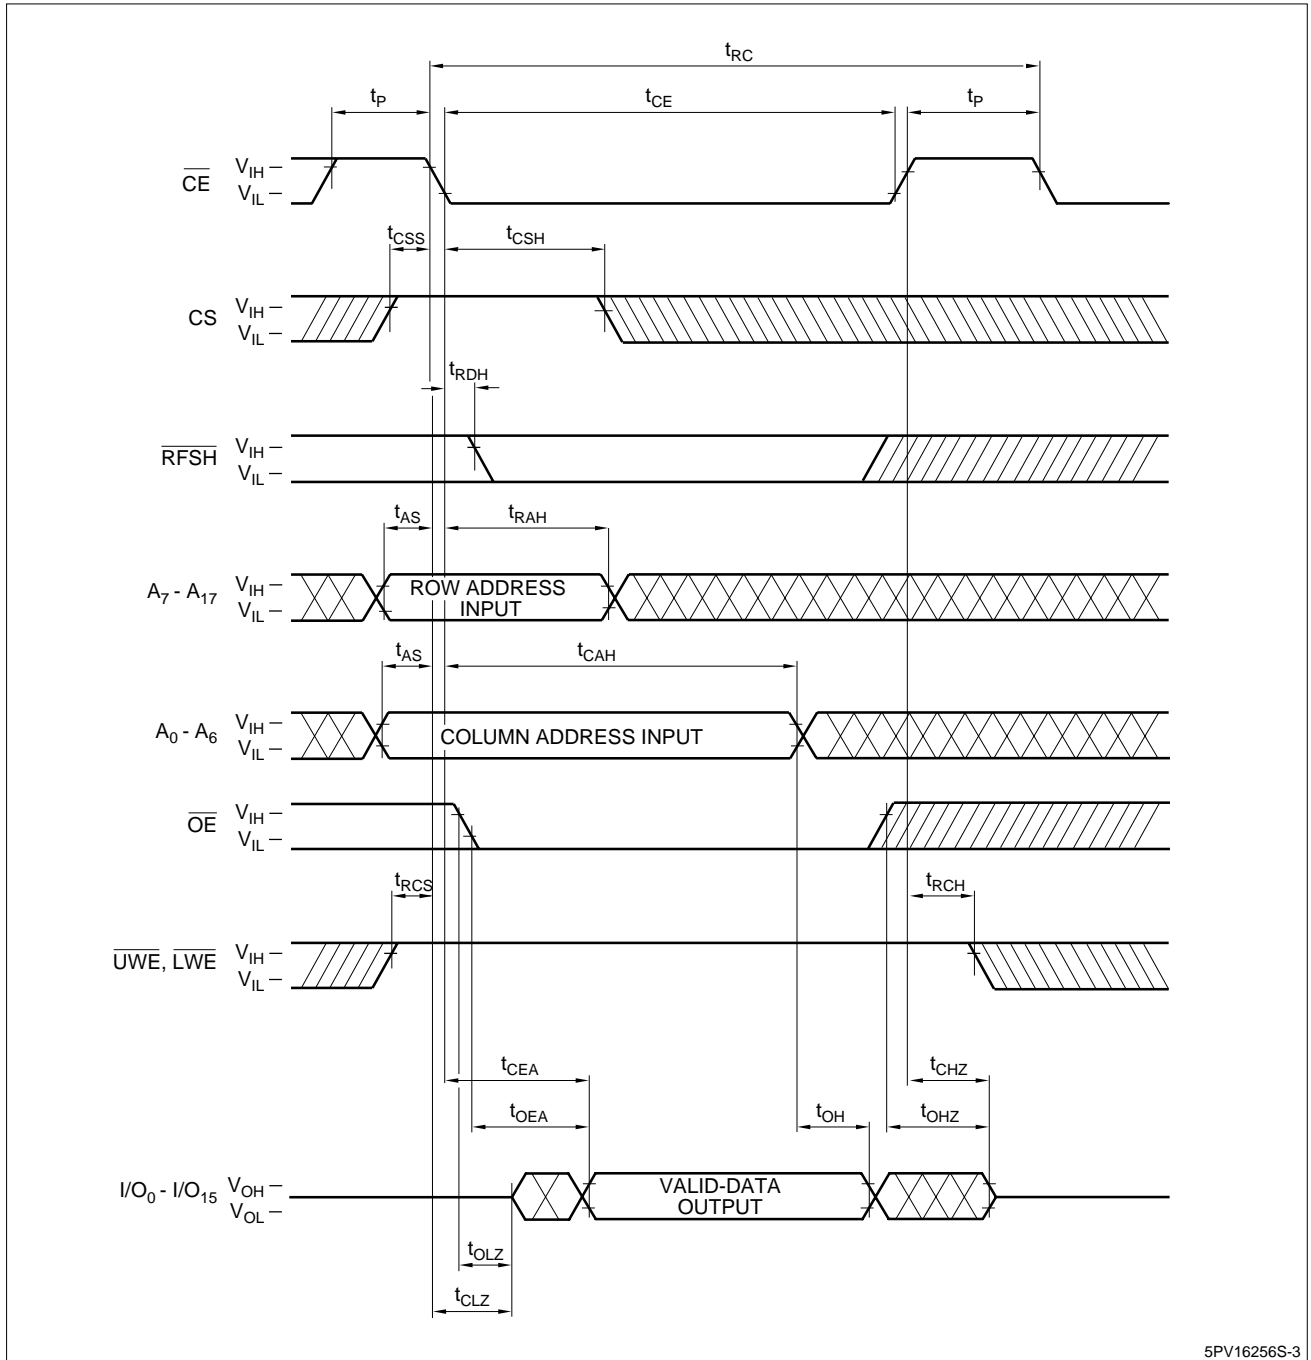 tRC
tP tCE tP
CE VIH
VIL
tCSS tCSH
CS VIH
VIL
tRDH
RFSH VIH
VIL
tAS tRAH
A7 - A17 VIH
VIL
ROW ADDRESS
INPUT
tAS tCAH
A0 - A6 VIH
VIL
COLUMN ADDRESS INPUT
OE VIH
VIL
tRCS tRCH
UWE, LWE VIH
VIL
tCEA tCHZ
tOEA tOH tOHZ
I/O0 - I/O15 VOH
VOL
VALID-DATA
OUTPUT
tOLZ
tCLZ
5PV16256S-3